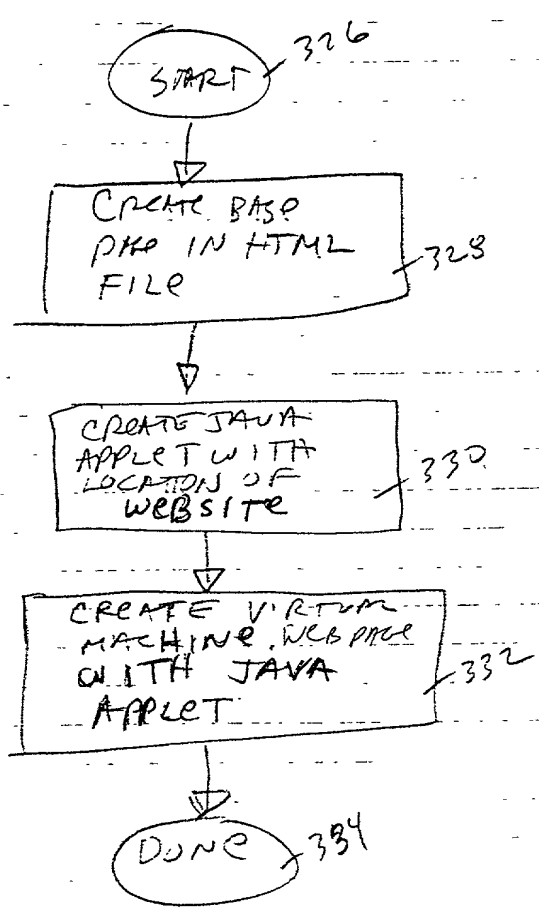 START
326
CREATE BASE
PAGE IN HTML
FILE
328
CREATE JAVA
APPLET WITH
LOCATION OF
WEBSITE
330
CREATE VIRTUAL
MACHINE. WEB PAGE
WITH JAVA
APPLET
332
DONE
334